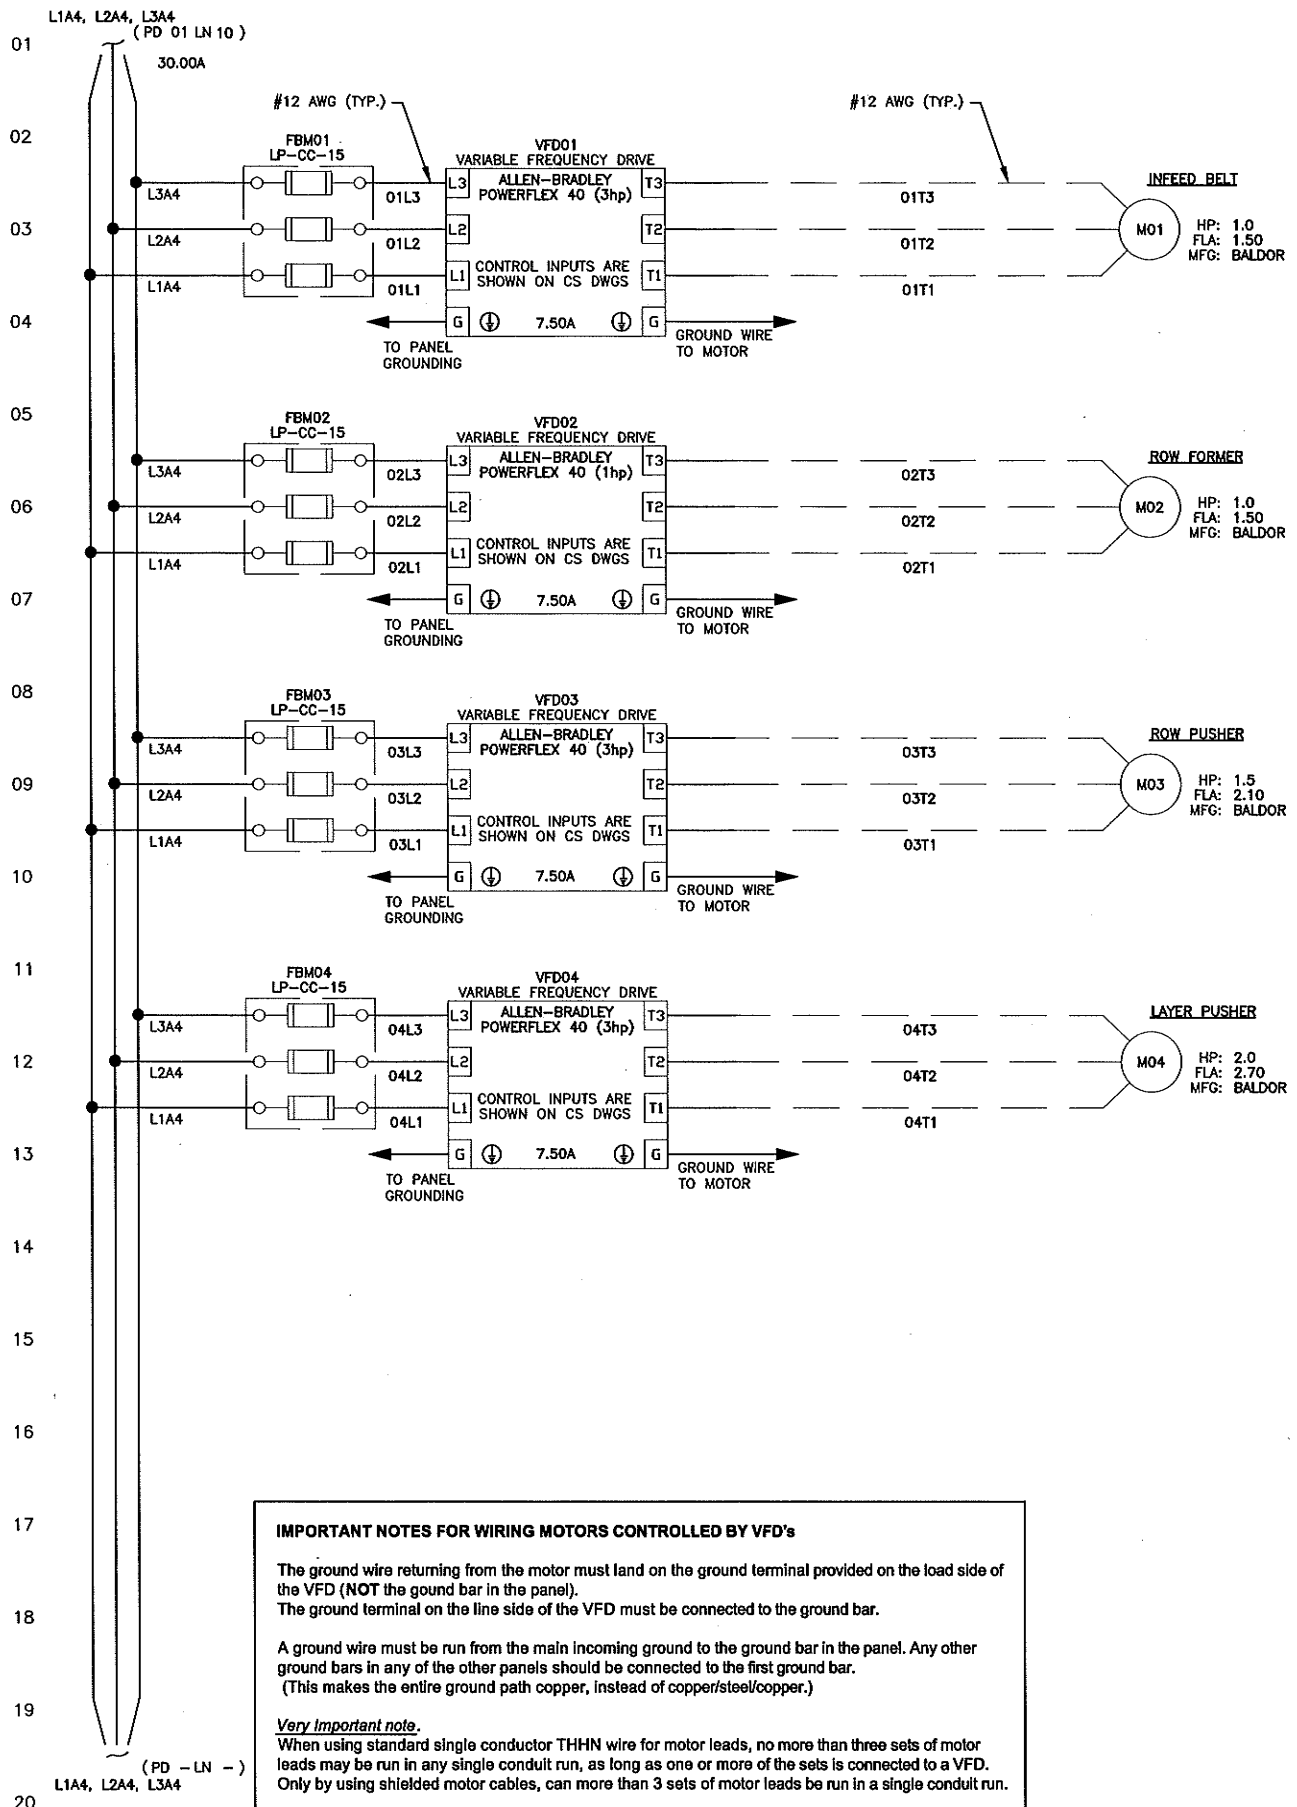 L1A4, L2A4, L3A4
(PD 01 LN 10)
01
30.00A
#12 AWG (TYP.)
#12 AWG (TYP.)
02
FBM01
LP-CC-15
VFD01
VARIABLE FREQUENCY DRIVE
L3
ALLEN-BRADLEY
POWERFLEX 40 (3hp)
T3
INFEED BELT
L3A4
01L3
01T3
03
L2
T2
M01
HP: 1.0
FLA: 1.50
MFG: BALDOR
L2A4
01L2
01T2
L1
CONTROL INPUTS ARE
SHOWN ON CS DWGS
T1
L1A4
01L1
01T1
04
G
7.50A
G
TO PANEL
GROUNDING
GROUND WIRE
TO MOTOR
05
FBM02
LP-CC-15
VFD02
VARIABLE FREQUENCY DRIVE
L3
ALLEN-BRADLEY
POWERFLEX 40 (1hp)
T3
ROW FORMER
L3A4
02L3
02T3
06
L2
T2
M02
HP: 1.0
FLA: 1.50
MFG: BALDOR
L2A4
02L2
02T2
L1
CONTROL INPUTS ARE
SHOWN ON CS DWGS
T1
L1A4
02L1
02T1
07
G
7.50A
G
TO PANEL
GROUNDING
GROUND WIRE
TO MOTOR
08
FBM03
LP-CC-15
VFD03
VARIABLE FREQUENCY DRIVE
L3
ALLEN-BRADLEY
POWERFLEX 40 (3hp)
T3
ROW PUSHER
L3A4
03L3
03T3
09
L2
T2
M03
HP: 1.5
FLA: 2.10
MFG: BALDOR
L2A4
03L2
03T2
L1
CONTROL INPUTS ARE
SHOWN ON CS DWGS
T1
L1A4
03L1
03T1
10
G
7.50A
G
TO PANEL
GROUNDING
GROUND WIRE
TO MOTOR
11
FBM04
LP-CC-15
VFD04
VARIABLE FREQUENCY DRIVE
L3
ALLEN-BRADLEY
POWERFLEX 40 (3hp)
T3
LAYER PUSHER
L3A4
04L3
04T3
12
L2
T2
M04
HP: 2.0
FLA: 2.70
MFG: BALDOR
L2A4
04L2
04T2
L1
CONTROL INPUTS ARE
SHOWN ON CS DWGS
T1
L1A4
04L1
04T1
13
G
7.50A
G
TO PANEL
GROUNDING
GROUND WIRE
TO MOTOR
14
15
16
17
IMPORTANT NOTES FOR WIRING MOTORS CONTROLLED BY VFD's
The ground wire returning from the motor must land on the ground terminal provided on the load side of
the VFD (NOT the gound bar in the panel).
The ground terminal on the line side of the VFD must be connected to the ground bar.
18
A ground wire must be run from the main incoming ground to the ground bar in the panel. Any other
ground bars in any of the other panels should be connected to the first ground bar.
(This makes the entire ground path copper, instead of copper/steel/copper.)
19
Very important note.
When using standard single conductor THHN wire for motor leads, no more than three sets of motor
leads may be run in any single conduit run, as long as one or more of the sets is connected to a VFD.
Only by using shielded motor cables, can more than 3 sets of motor leads be run in a single conduit run.
(PD - LN -)
L1A4, L2A4, L3A4
20